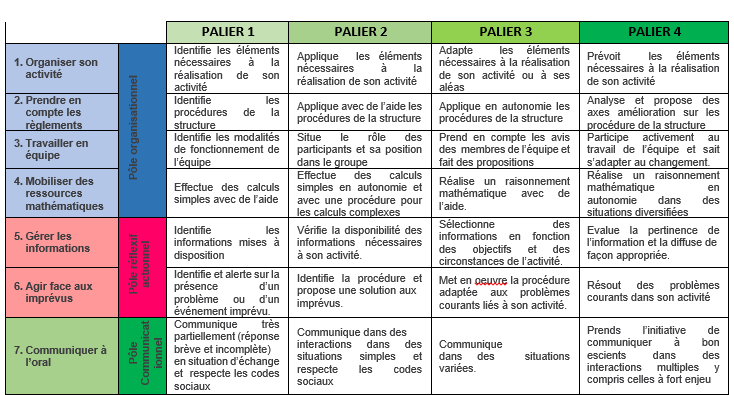 PALIER 1 PALIER 2 PALIER 3 PALIER 4
Pôle organisationnel
1. Organiser son
activité
Identifie les éléments
nécessaires à la
réalisation de son
activité
Applique les éléments
nécessaires à la
réalisation de son activité
Adapte les éléments
nécessaires à la réalisation
de son activité ou à ses
aléas
Prévoit les éléments
nécessaires à la réalisation
de son activité
2. Prendre en
compte les
règlements
Identifie les
procédures de la
structure
Applique avec de l'aide les
procédures de la structure
Applique en autonomie les
procédures de la structure
Analyse et propose des
axes amélioration sur les
procédure de la structure
3. Travailler en
équipe
Identifie les modalités
de fonctionnement de
l'équipe
Situe le rôle des
participants et sa position
dans le groupe
Prend en compte les avis
des membres de l'équipe et
fait des propositions
Participe activement au
travail de l'équipe et sait
s'adapter au changement.
4. Mobiliser des
ressources
mathématiques
Effectue des calculs
simples avec de l'aide
Effectue des calculs
simples en autonomie et
avec une procédure pour
les calculs complexes
Réalise un raisonnement
mathématique avec de
l'aide.
Réalise un raisonnement
mathématique en
autonomie dans des
situations diversifiées
Pôle réflexif
actionnel
5. Gérer les
informations
Identifie les
informations mises à
disposition
Vérifie la disponibilité des
informations nécessaires
à son activité.
Sélectionne des
informations en fonction
des objectifs et des
circonstances de l'activité.
Evalue la pertinence de
l'information et la diffuse de
façon appropriée.
6. Agir face aux
imprévus
Identifie et alerte sur la
présence d'un
problème ou d'un
événement imprévu.
Identifie la procédure et
propose une solution aux
imprévus.
Met en oeuvre la procédure
adaptée aux problèmes
courants liés à son activité.
Résout des problèmes
courants dans son activité
Pôle
Communicat
ionnel
7. Communiquer à
l'oral
Communique très
partiellement (réponse
brève et incomplète)
en situation d'échange
et respecte les codes
sociaux
Communique dans des
interactions dans des
situations simples et
respecte les codes
sociaux
Communique
dans des situations
variées.
Prends l'initiative de
communiquer à bon
escients dans des
interactions multiples y
compris celles à fort enjeu